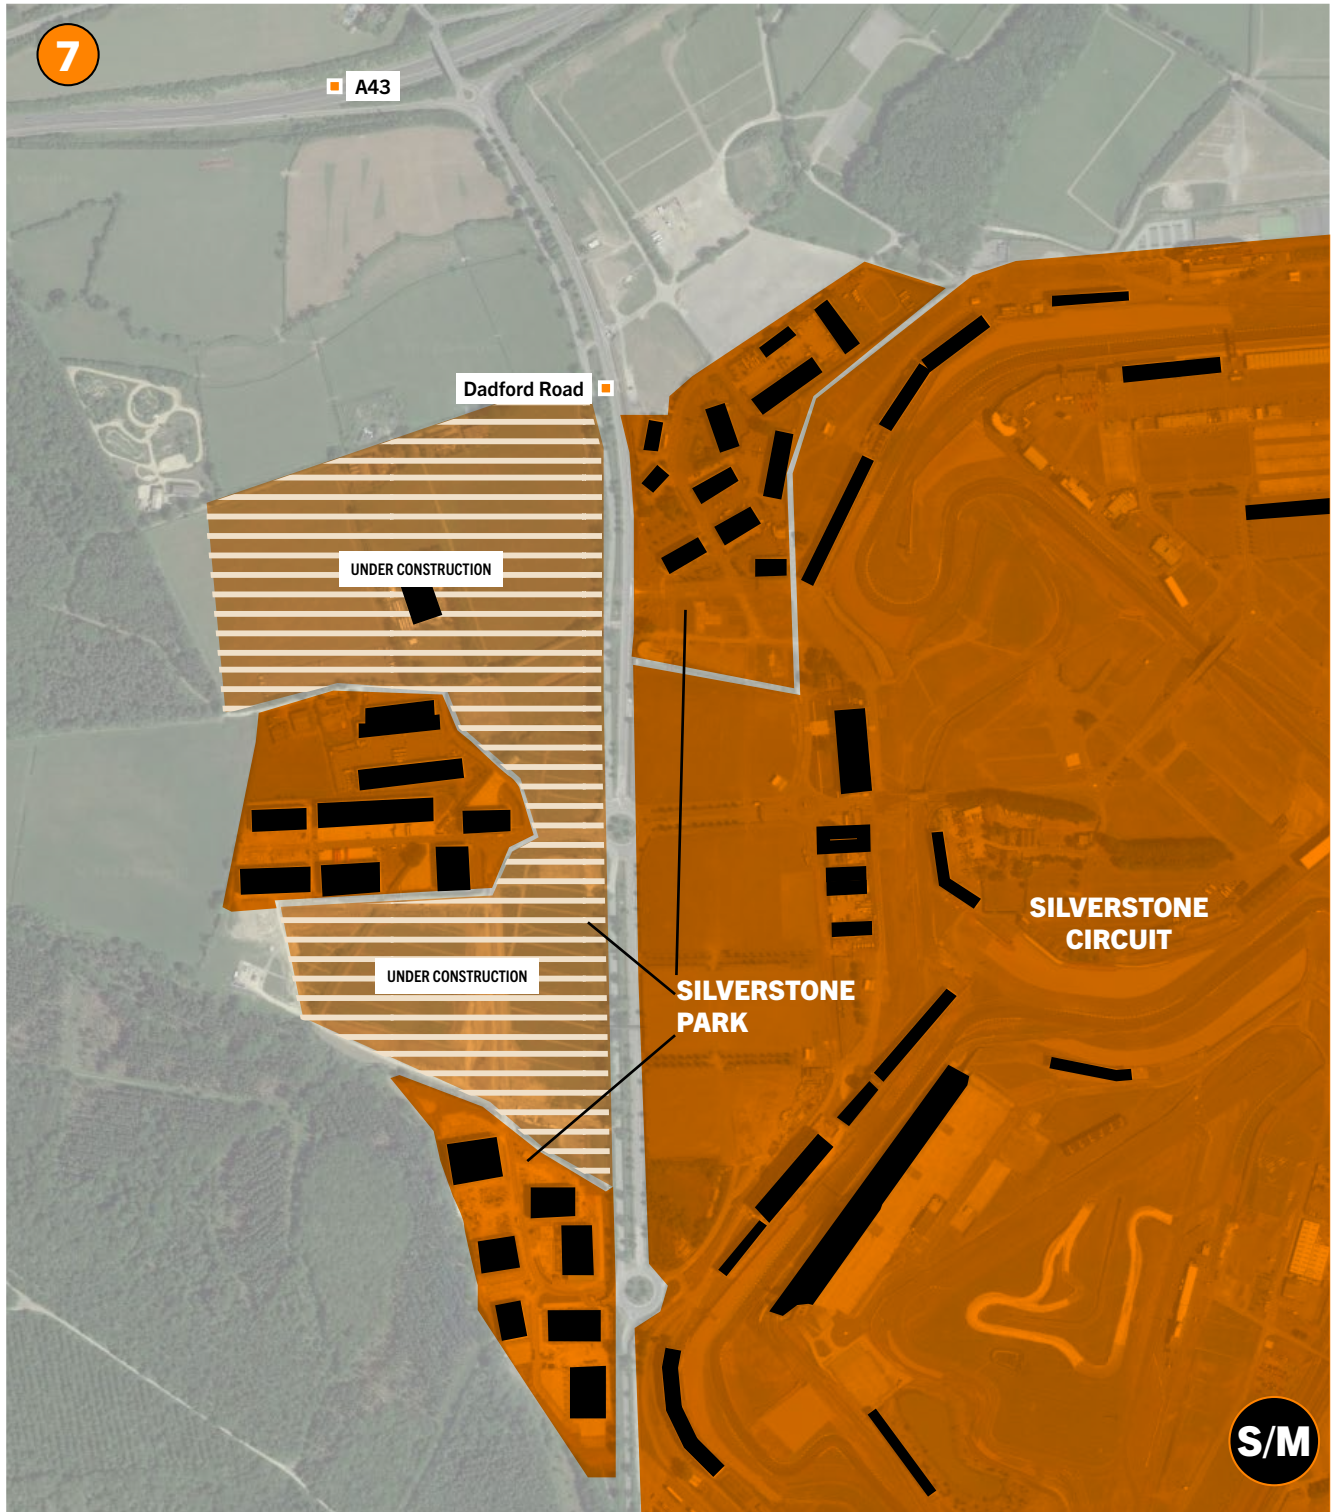 7
A43
Dadford Road
UNDER CONSTRUCTION
SILVERSTONE
CIRCUIT
UNDER CONSTRUCTION
SILVERSTONE
PARK
S/M